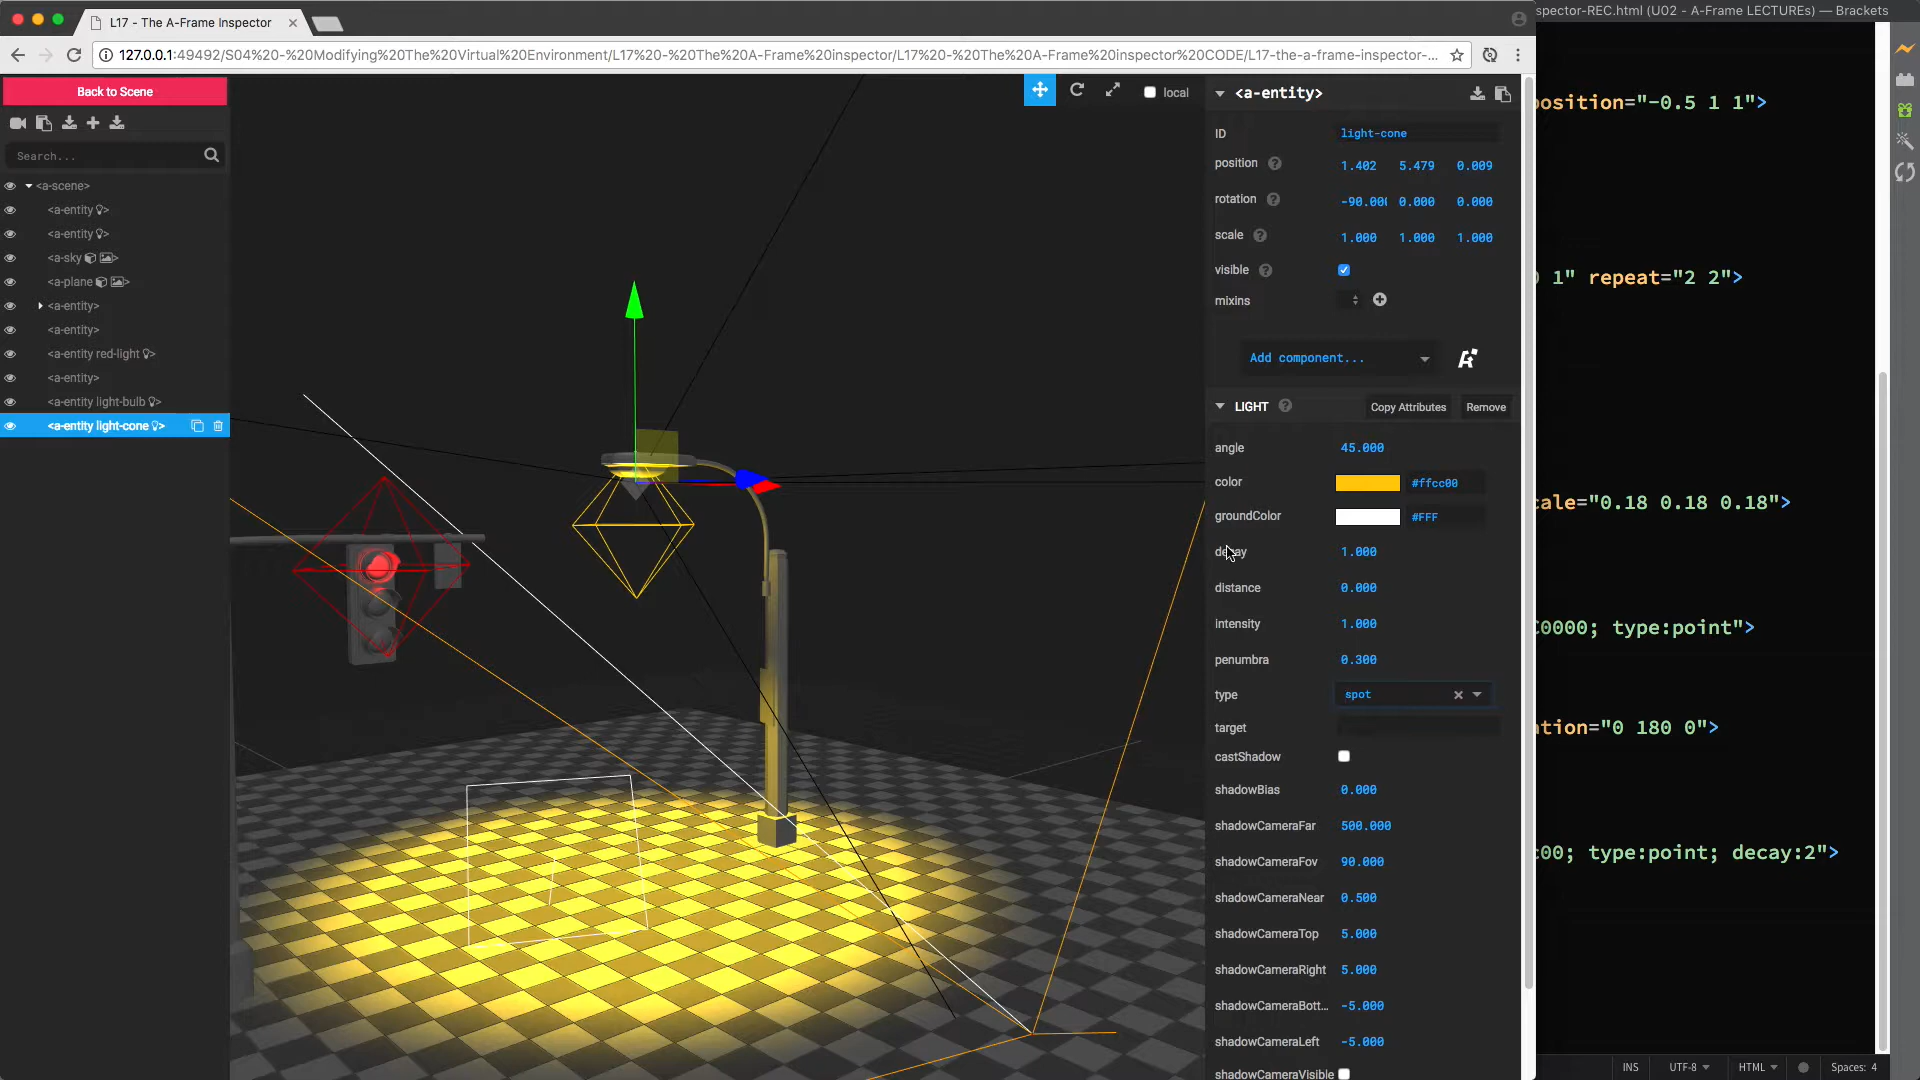 L17 - The A-Frame Inspector
spector-REC.html (U02 - A-Frame LECTUREs) — Brackets
127.0.0.1:49492/S04%20-%20Modifying%20The%20Virtual%20Environment/L17%20-%20The%20A-Frame%20inspector/L17%20-%20The%20A-Frame%20inspector%20CODE/L17-the-a-frame-inspector-...
Back to Scene
local
Search...
<a-scene>
<a-entity >
<a-entity >
<a-sky >
<a-plane >
<a-entity>
<a-entity>
<a-entity red-light >
<a-entity>
<a-entity light-bulb >
<a-entity light-cone >
<a-entity>
ID light-cone
position 1.402 5.479 0.009
rotation -90.00 0.000 0.000
scale 1.000 1.000 1.000
visible
mixins
Add component...
LIGHT Copy Attributes Remove
angle 45.000
color #ffcc00
groundColor #FFF
decay 1.000
distance 0.000
intensity 1.000
penumbra 0.300
type spot
target
castShadow
shadowBias 0.000
shadowCameraFar 500.000
shadowCameraFov 90.000
shadowCameraNear 0.500
shadowCameraTop 5.000
shadowCameraRight 5.000
shadowCameraBott... -5.000
shadowCameraLeft -5.000
shadowCameraVisible
osition="-0.5 1 1">
1" repeat="2 2">
cale="0.18 0.18 0.18">
C0000; type:point">
ation="0 180 0">
c00; type:point; decay:2">
INS UTF-8 HTML Spaces: 4